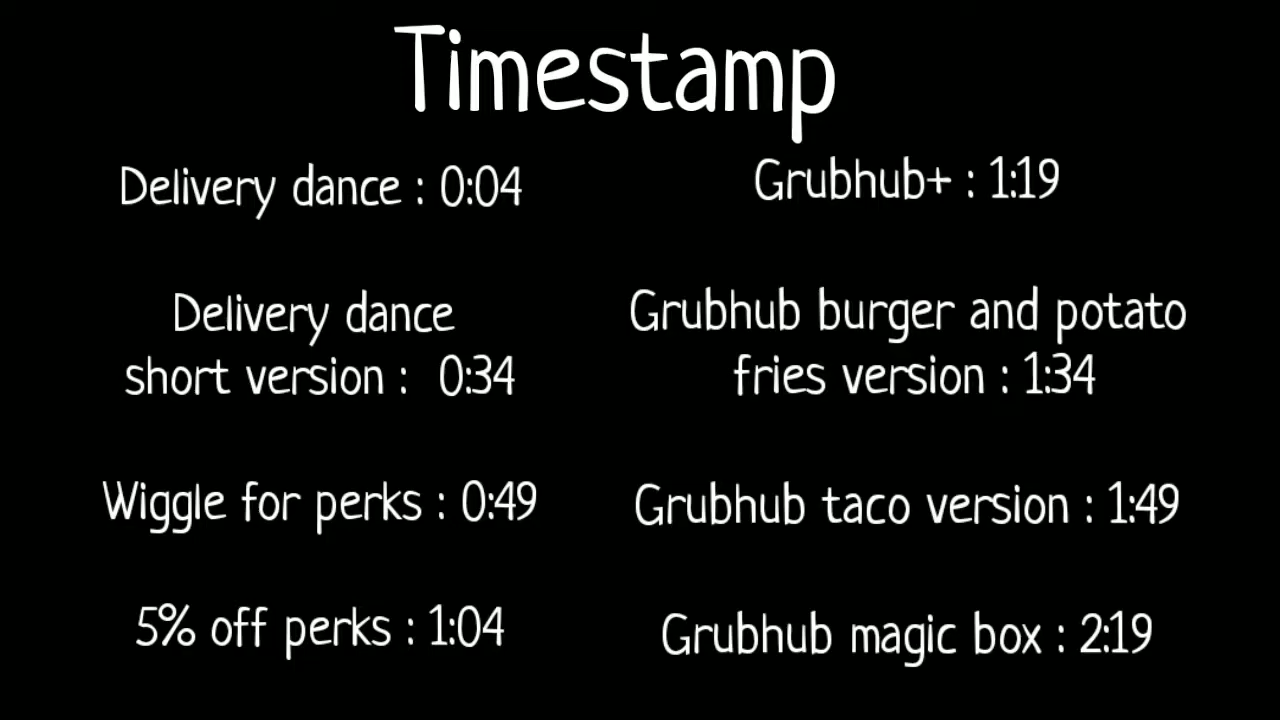 Timestamp
Delivery dance : 0:04
Delivery dance
short version : 0:34
Wiggle for perks : 0:49
5% off perks : 1:04
Grubhub+ : 1:19
Grubhub burger and potato
fries version : 1:34
Grubhub taco version : 1:49
Grubhub magic box : 2:19